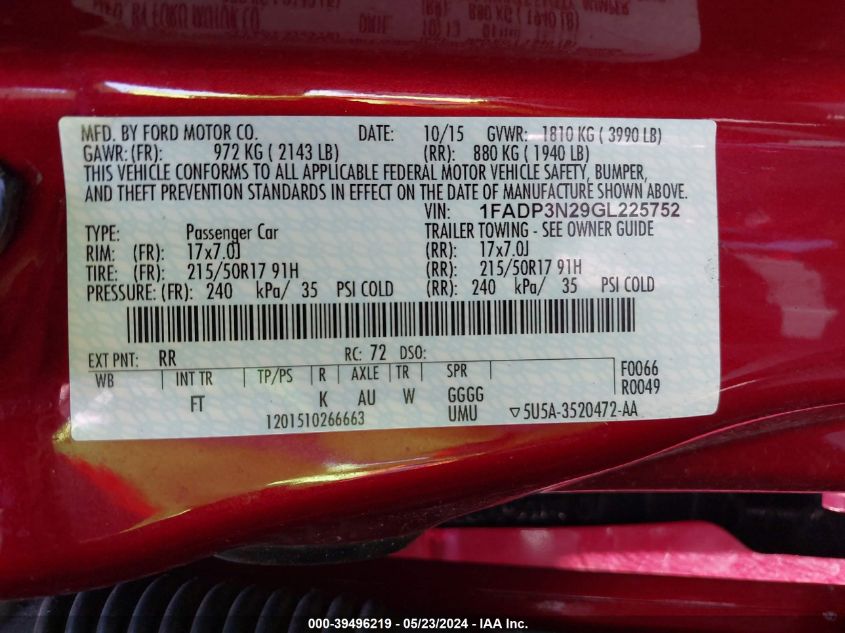 MFD. BY FORD MOTOR CO. DATE: 10/15 GVWR: 1810 KG ( 3990 LB)
GAWR: (FR): 972 KG ( 2143 LB) (RR): 880 KG ( 1940 LB)
THIS VEHICLE CONFORMS TO ALL APPLICABLE FEDERAL MOTOR VEHICLE SAFETY, BUMPER,
AND THEFT PREVENTION STANDARDS IN EFFECT ON THE DATE OF MANUFACTURE SHOWN ABOVE.
VIN: 1FADP3N29GL225752
TYPE: Passenger Car TRAILER TOWING - SEE OWNER GUIDE
RIM: (FR): 17x7.0J (RR): 17x7.0J
TIRE: (FR): 215/50R17 91H (RR): 215/50R17 91H
PRESSURE: (FR): 240 kPa/ 35 PSI COLD (RR): 240 kPa/ 35 PSI COLD
EXT PNT: RR RC: 72 DSO:
WB INT TR TP/PS R AXLE TR SPR F0066
FT K AU W GGGG R0049
1201510266663 UMU ▽5U5A-3520472-AA
000-39496219 - 05/23/2024 - IAA Inc.